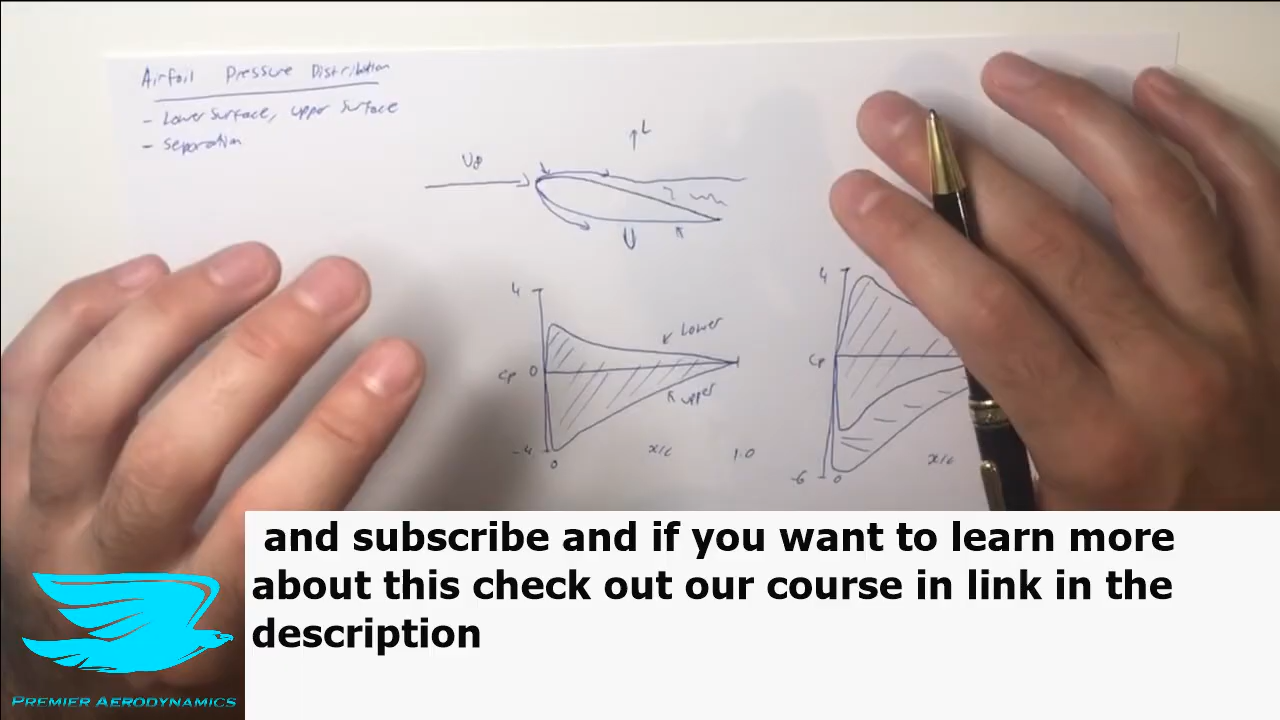 Airfoil Pressure Distribution
- Lower Surface, upper surface
- Separation
L
U∞
4
Lower
Cp 0
upper
-4
0
x/c
1.0
4
Cp
-6
0
x/c
and subscribe and if you want to learn more
about this check out our course in link in the
description
PREMIER AERODYNAMICS